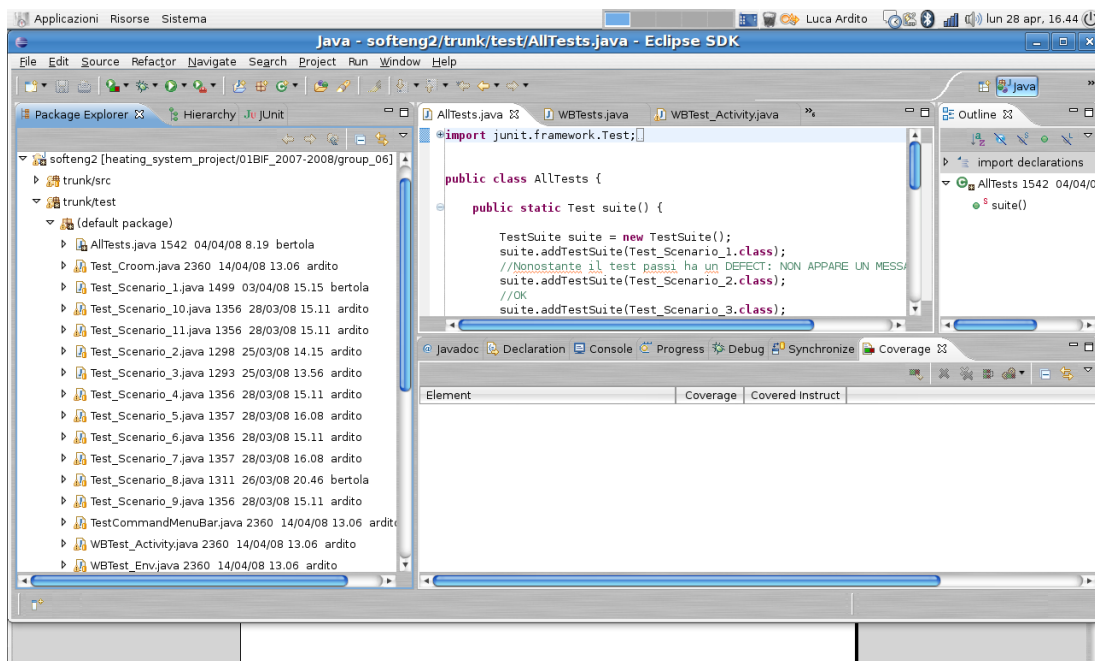 Applicazioni Risorse Sistema
Luca Ardito
lun 28 apr, 16.44
Java - softeng2/trunk/test/AllTests.java - Eclipse SDK
File Edit Source Refactor Navigate Search Project Run Window Help
Java
Package Explorer Hierarchy JUnit
softeng2 [heating_system_project/01BIF_2007-2008/group_06]
trunk/src
trunk/test
(default package)
AllTests.java 1542 04/04/08 8.19 bertola
Test_Croom.java 2360 14/04/08 13.06 ardito
Test_Scenario_1.java 1499 03/04/08 15.15 bertola
Test_Scenario_10.java 1356 28/03/08 15.11 ardito
Test_Scenario_11.java 1356 28/03/08 15.11 ardito
Test_Scenario_2.java 1298 25/03/08 14.15 ardito
Test_Scenario_3.java 1293 25/03/08 13.56 ardito
Test_Scenario_4.java 1356 28/03/08 15.11 ardito
Test_Scenario_5.java 1357 28/03/08 16.08 ardito
Test_Scenario_6.java 1356 28/03/08 15.11 ardito
Test_Scenario_7.java 1357 28/03/08 16.08 ardito
Test_Scenario_8.java 1311 26/03/08 20.46 bertola
Test_Scenario_9.java 1356 28/03/08 15.11 ardito
TestCommandMenuBar.java 2360 14/04/08 13.06 ardito
WBTest_Activity.java 2360 14/04/08 13.06 ardito
WBTest_Env.java 2360 14/04/08 13.06 ardito
AllTests.java WBTests.java WBTest_Activity.java
import junit.framework.Test;
public class AllTests {
public static Test suite() {
TestSuite suite = new TestSuite();
suite.addTestSuite(Test_Scenario_1.class);
//Nonostante il test passi ha un DEFECT: NON APPARE UN MESSA
suite.addTestSuite(Test_Scenario_2.class);
//OK
suite.addTestSuite(Test_Scenario_3.class);
Outline
import declarations
AllTests 1542 04/04/0
suite()
Javadoc Declaration Console Progress Debug Synchronize Coverage
Element Coverage Covered Instruct